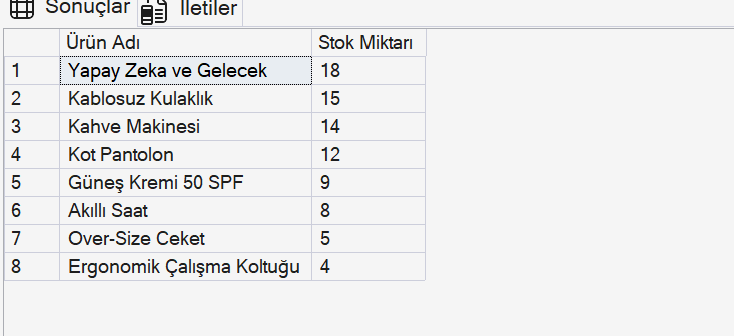 Sonuçlar İletiler
Ürün Adı Stok Miktarı
1 Yapay Zeka ve Gelecek 18
2 Kablosuz Kulaklık 15
3 Kahve Makinesi 14
4 Kot Pantolon 12
5 Güneş Kremi 50 SPF 9
6 Akıllı Saat 8
7 Over-Size Ceket 5
8 Ergonomik Çalışma Koltuğu 4